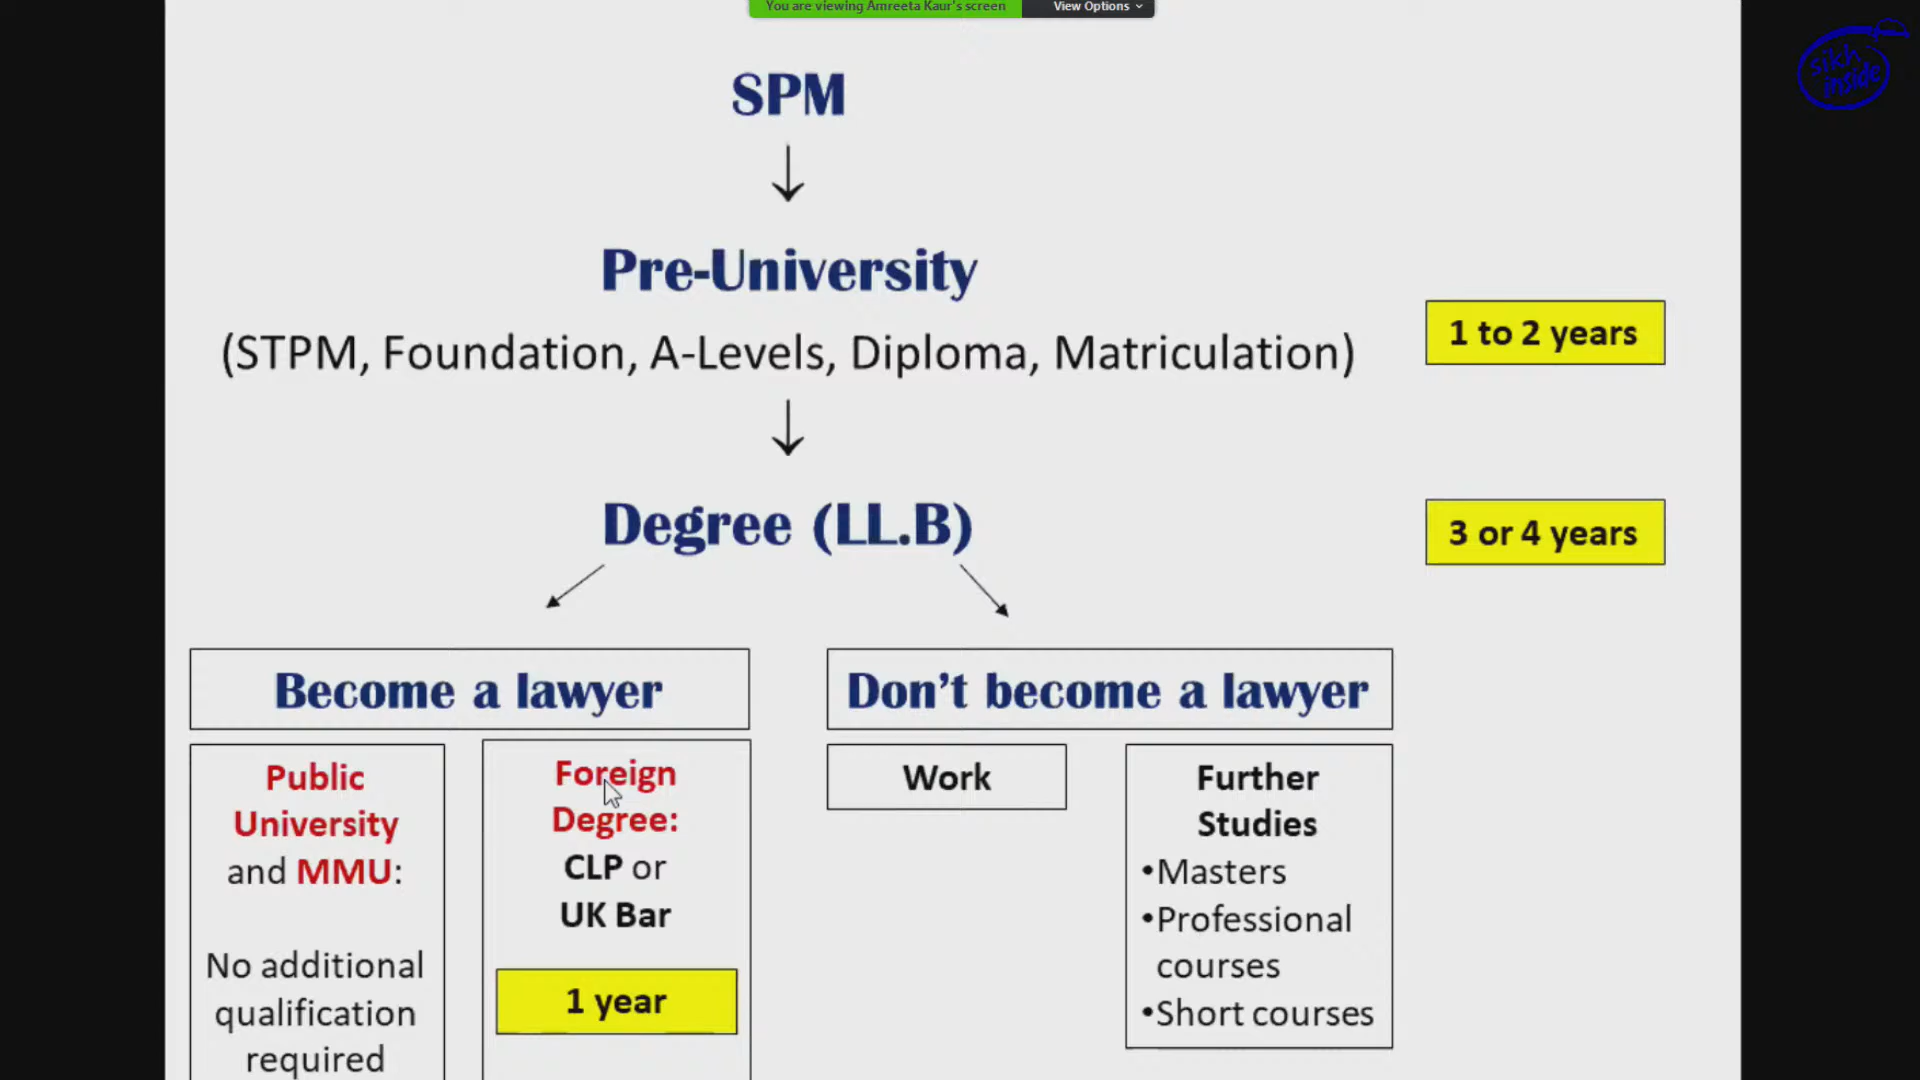 You are viewing Amreeta Kaur's screen
View Options
sikh
inside
SPM
Pre-University
(STPM, Foundation, A-Levels, Diploma, Matriculation)
1 to 2 years
Degree (LL.B)
3 or 4 years
Become a lawyer
Don't become a lawyer
Public
University
and MMU:
No additional
qualification
required
Foreign
Degree:
CLP or
UK Bar
1 year
Work
Further
Studies
•Masters
•Professional
courses
•Short courses